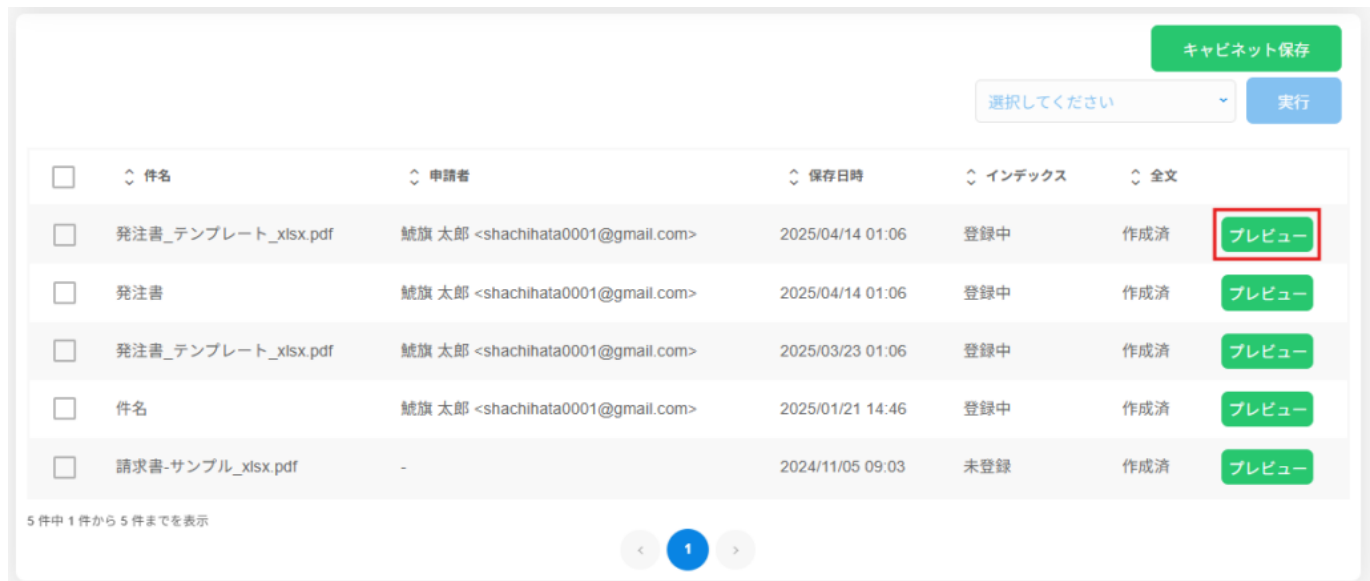 キャビネット保存
選択してください 実行
件名 申請者 保存日時 インデックス 全文
発注書_テンプレート_xlsx.pdf 鯱旗 太郎 <shachihata0001@gmail.com> 2025/04/14 01:06 登録中 作成済 プレビュー
発注書 鯱旗 太郎 <shachihata0001@gmail.com> 2025/04/14 01:06 登録中 作成済 プレビュー
発注書_テンプレート_xlsx.pdf 鯱旗 太郎 <shachihata0001@gmail.com> 2025/03/23 01:06 登録中 作成済 プレビュー
件名 鯱旗 太郎 <shachihata0001@gmail.com> 2025/01/21 14:46 登録中 作成済 プレビュー
請求書-サンプル_xlsx.pdf - 2024/11/05 09:03 未登録 作成済 プレビュー
5 件中 1 件から 5 件までを表示
‹ 1 ›